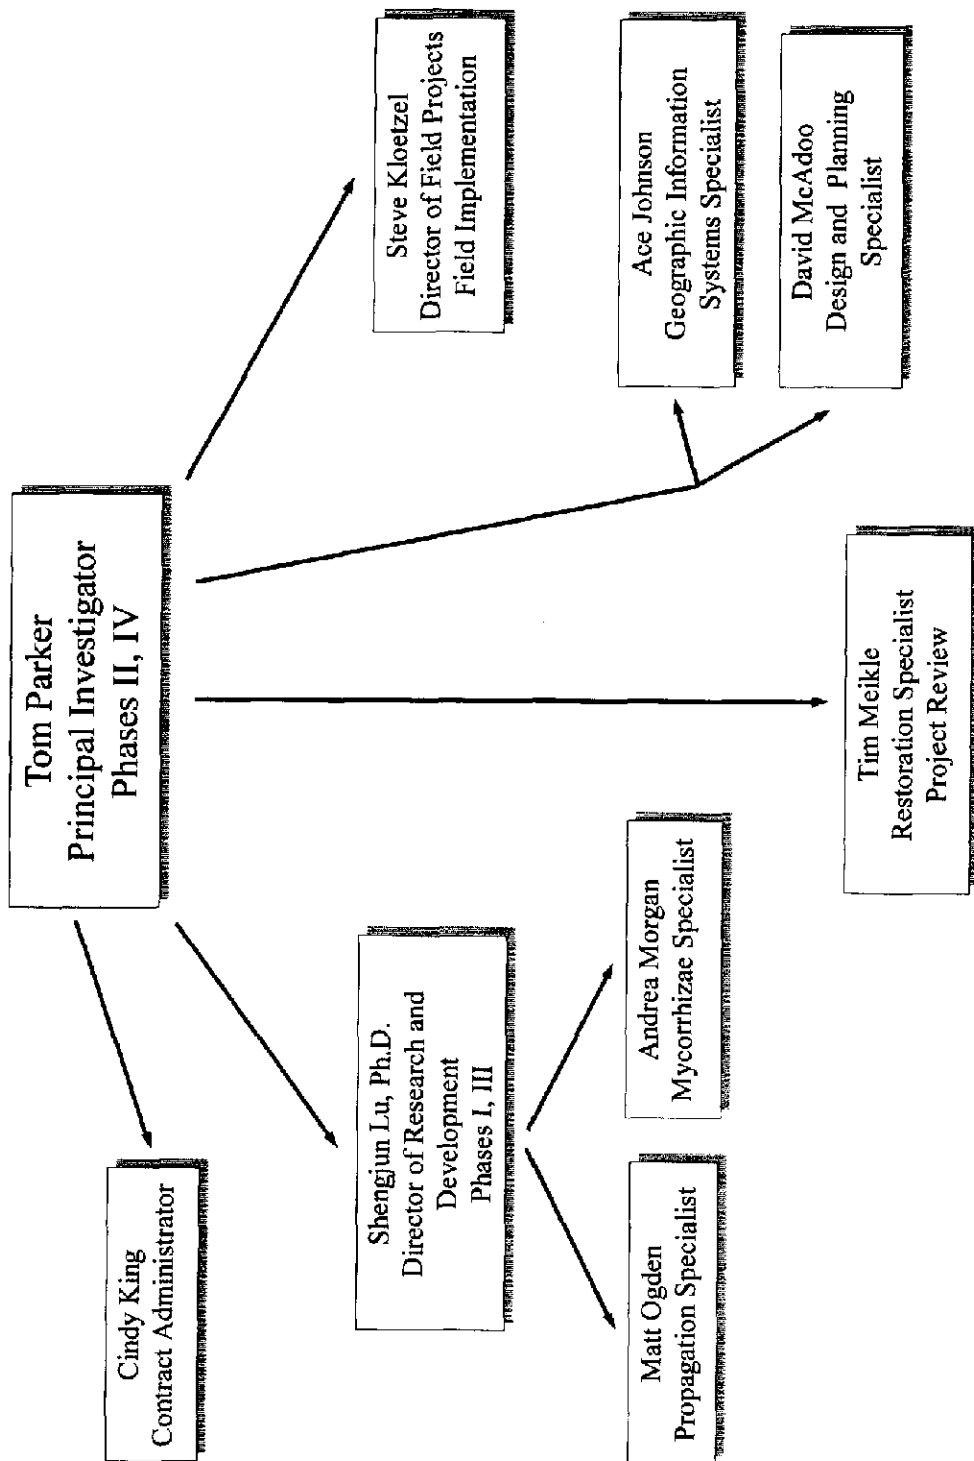 Tom Parker
Principal Investigator
Phases II, IV
Cindy King
Contract Administrator
Steve Kloetzel
Director of Field Projects
Field Implementation
Shengjun Lu, Ph.D.
Director of Research and
Development
Phases I, III
Matt Ogden
Propagation Specialist
Andrea Morgan
Mycorrhizae Specialist
Ace Johnson
Geographic Information
Systems Specialist
David McAdoo
Design and Planning
Specialist
Tim Meikle
Restoration Specialist
Project Review